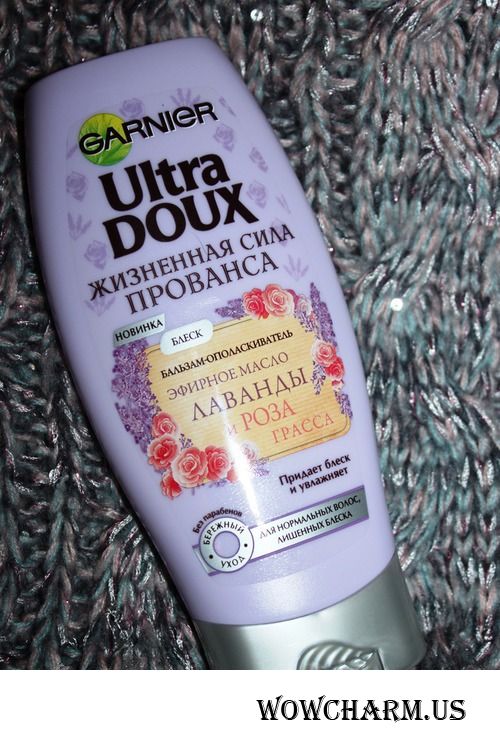 GARNIER
Ultra
DOUX
ЖИЗНЕННАЯ СИЛА
ПРОВАНСА
НОВИНКА
БЛЕСК
БАЛЬЗАМ-ОПОЛАСКИВАТЕЛЬ
ЭФИРНОЕ МАСЛО
ЛАВАНДЫ
и РОЗА
ГРАССА
Придает блеск
и увлажняет
Без парабенов
БЕРЕЖНЫЙ
УХОД
ДЛЯ НОРМАЛЬНЫХ ВОЛОС,
ЛИШЕННЫХ БЛЕСКА
WOWCHARM.US